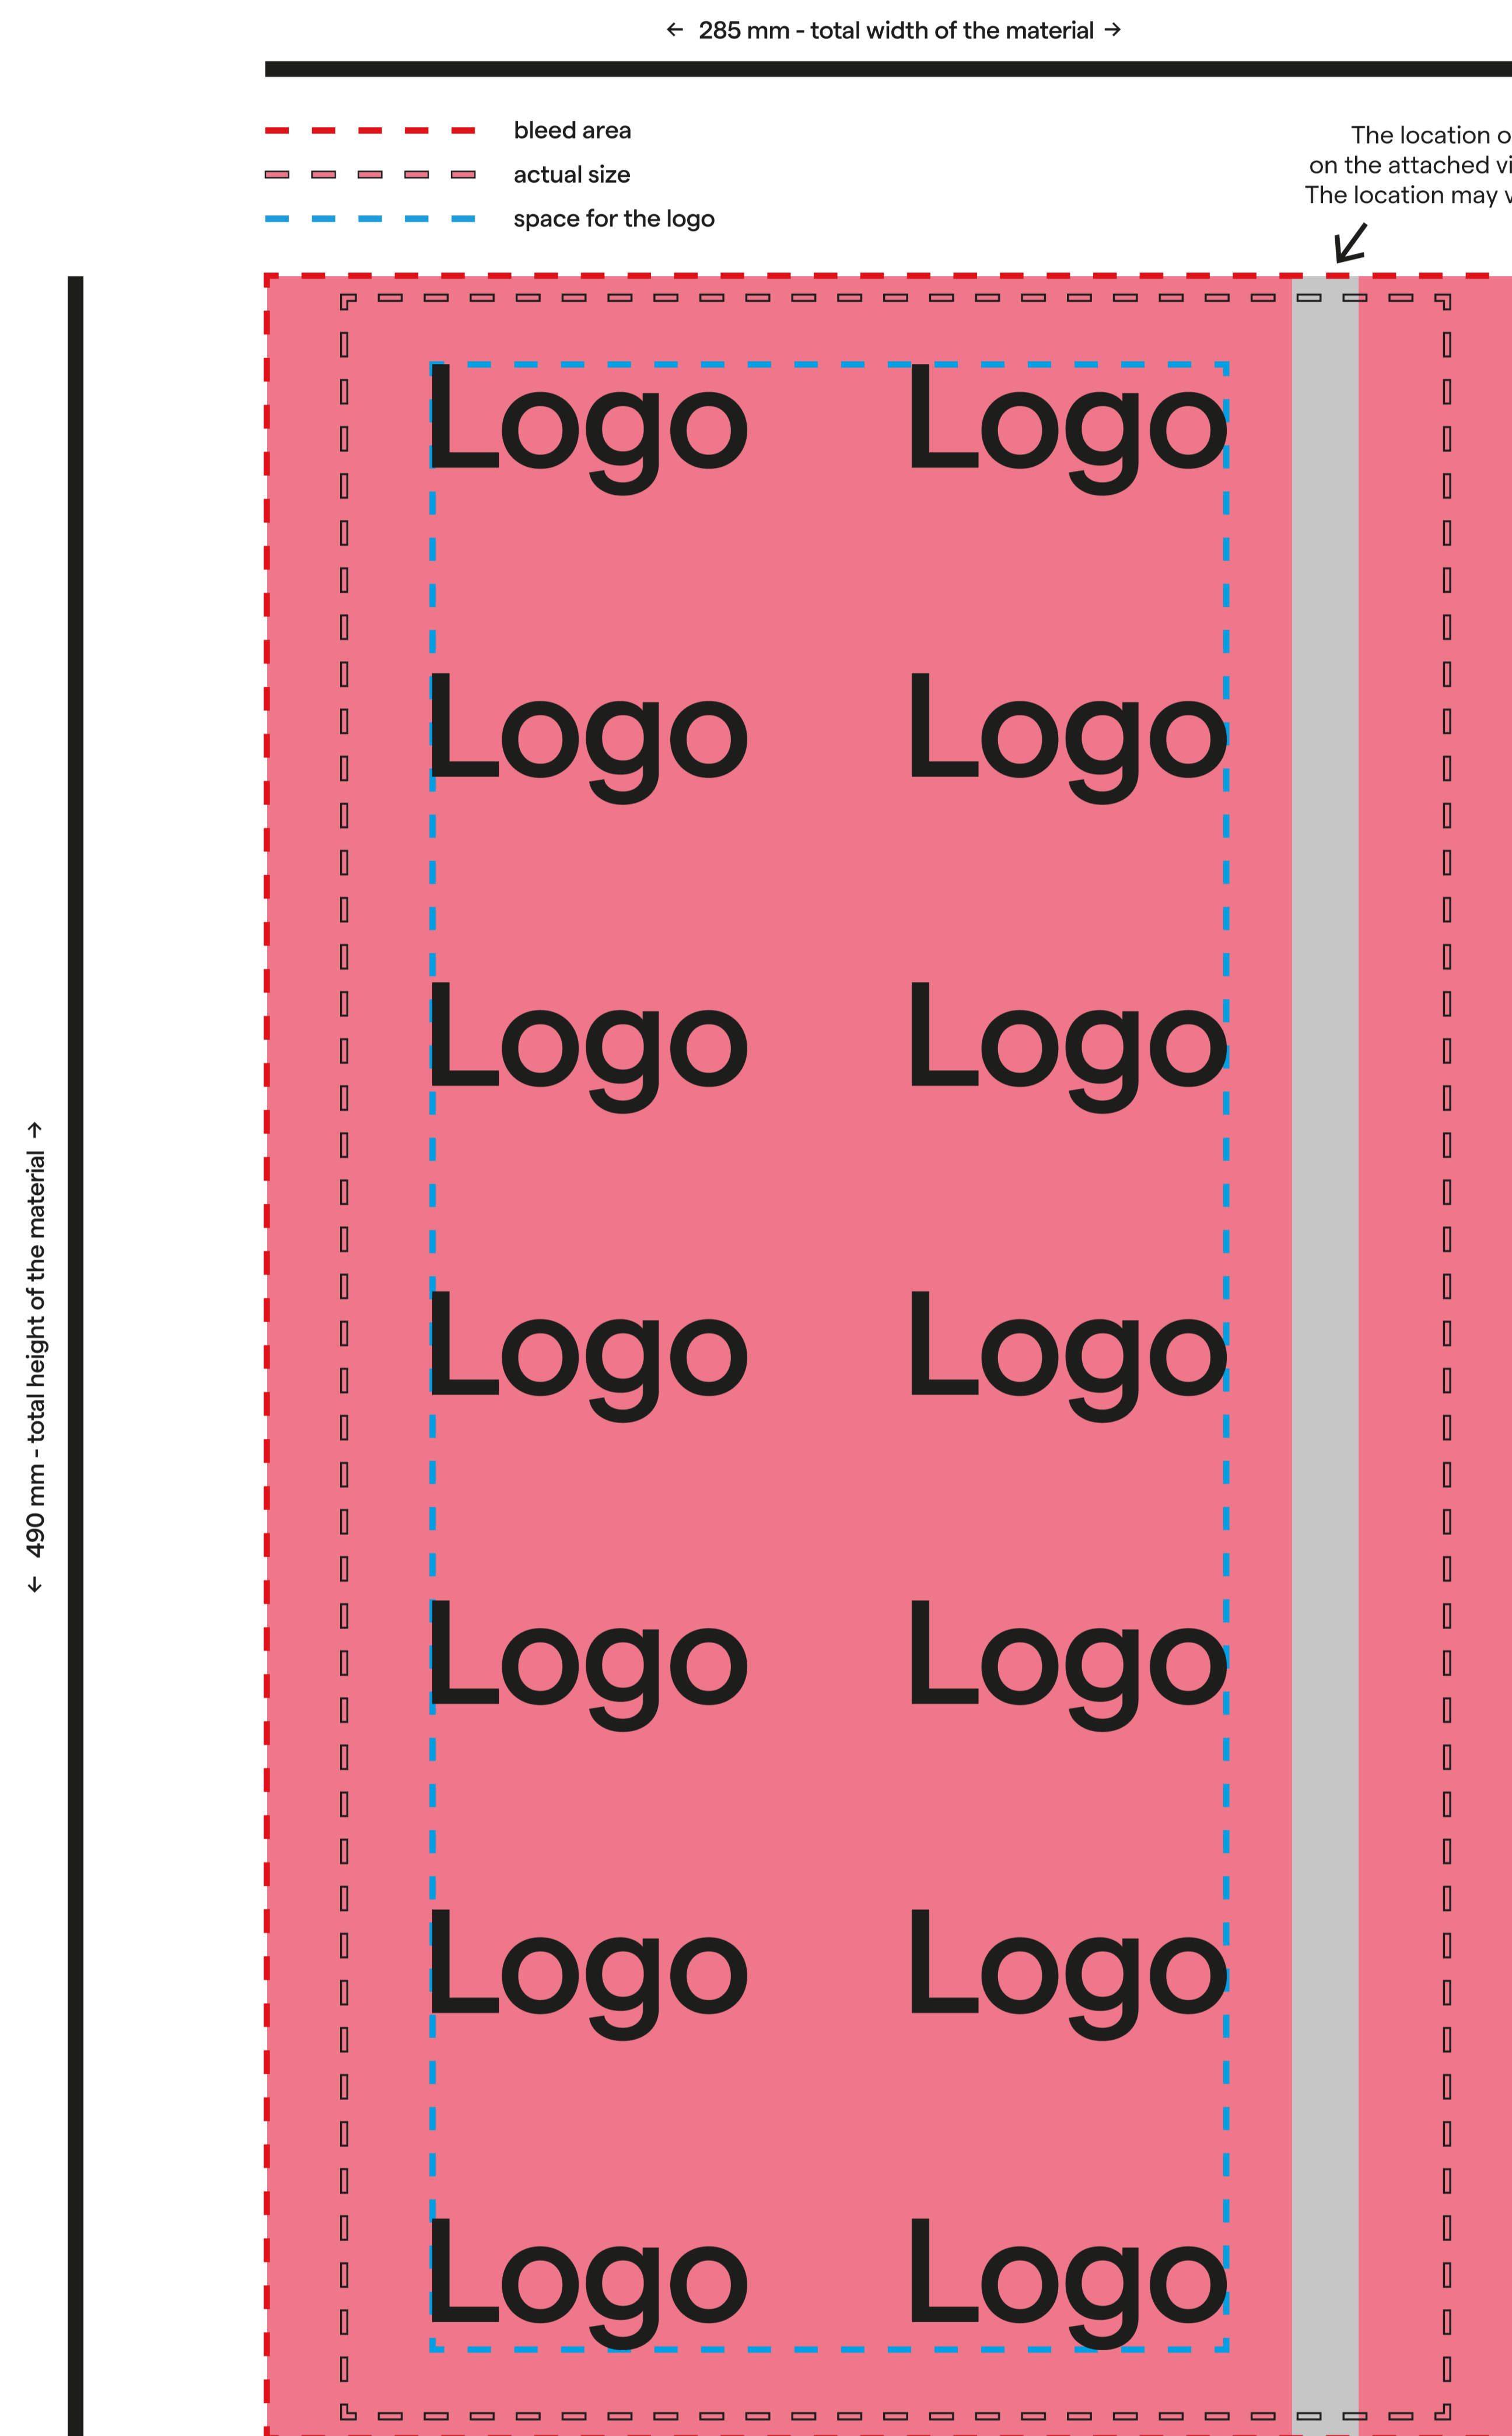 ← 285 mm - total width of the material →
bleed area
actual size
space for the logo
The location o
on the attached vi
The location may v
← 490 mm - total height of the material →
Logo Logo
Logo Logo
Logo Logo
Logo Logo
Logo Logo
Logo Logo
Logo Logo